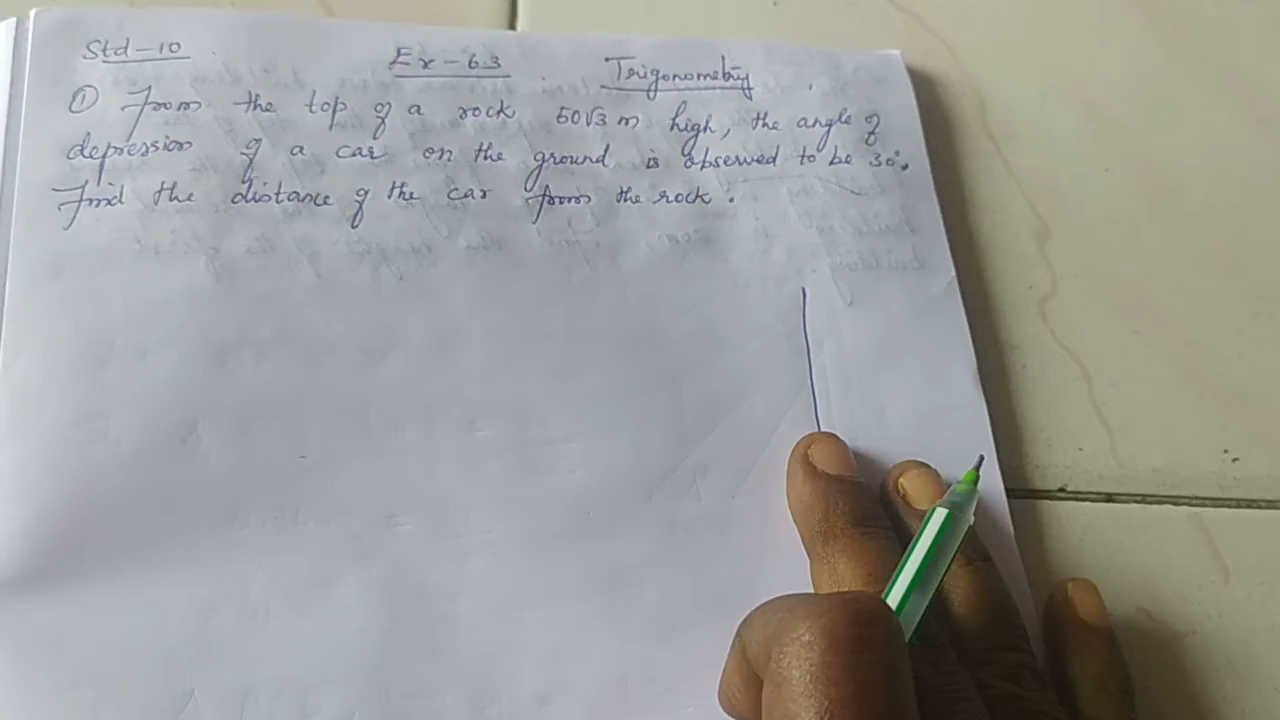 Std-10 Ex-6.3 Trigonometry
① From the top of a rock 50√3 m high, the angle of
depression of a car on the ground is observed to be 30°.
Find the distance of the car from the rock.